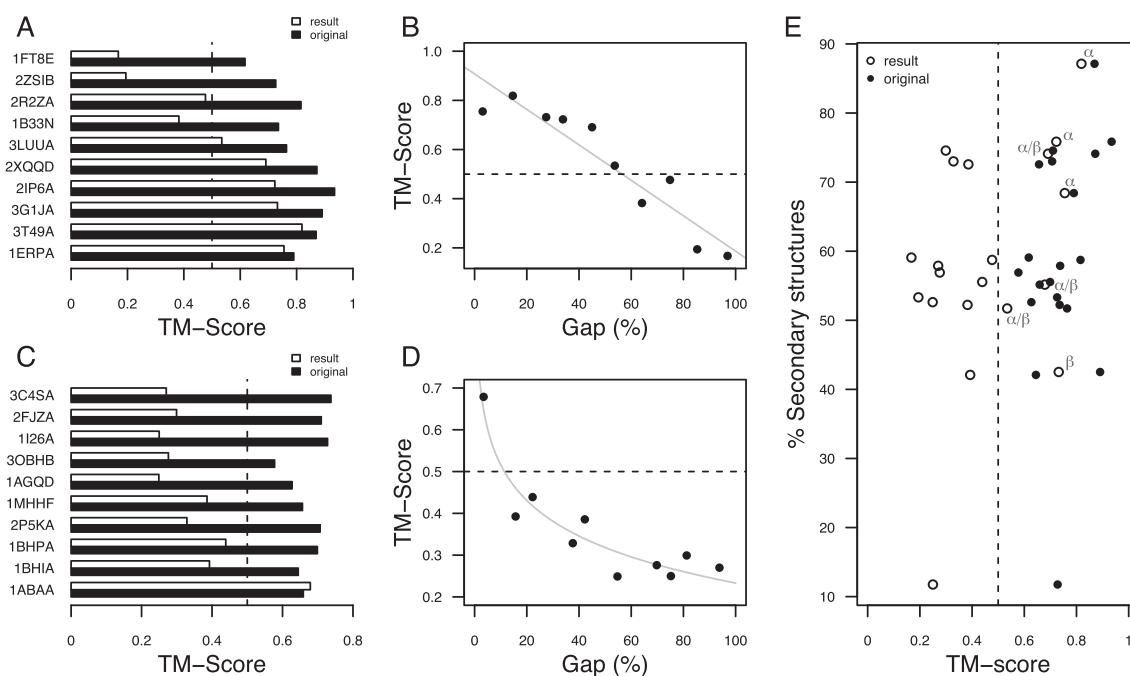 A
result
original
1FT8E
2ZSIB
2R2ZA
1B33N
3LUUA
2XQQD
2IP6A
3G1JA
3T49A
1ERPA
0 0.2 0.4 0.6 0.8 1
TM−Score
B
1.0
0.8
0.6
0.4
0.2
TM−Score
0 20 40 60 80 100
Gap (%)
C
result
original
3C4SA
2FJZA
1I26A
3OBHB
1AGQD
1MHHF
2P5KA
1BHPA
1BHIA
1ABAA
0 0.2 0.4 0.6 0.8
TM−Score
D
0.7
0.6
0.5
0.4
0.3
0.2
TM−Score
0 20 40 60 80 100
Gap (%)
E
result
original
90
80
70
60
50
40
30
20
10
% Secondary structures
α
α
α/β
α
α/β
α/β
β
0 0.2 0.4 0.6 0.8 1
TM−score